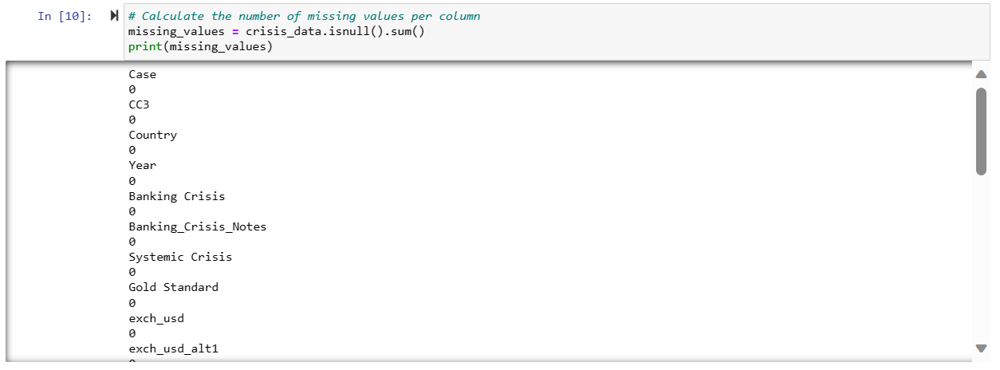 In [10]:
# Calculate the number of missing values per column
missing_values = crisis_data.isnull().sum()
print(missing_values)
Case
0
CC3
0
Country
0
Year
0
Banking Crisis
0
Banking_Crisis_Notes
0
Systemic Crisis
0
Gold Standard
0
exch_usd
0
exch_usd_alt1